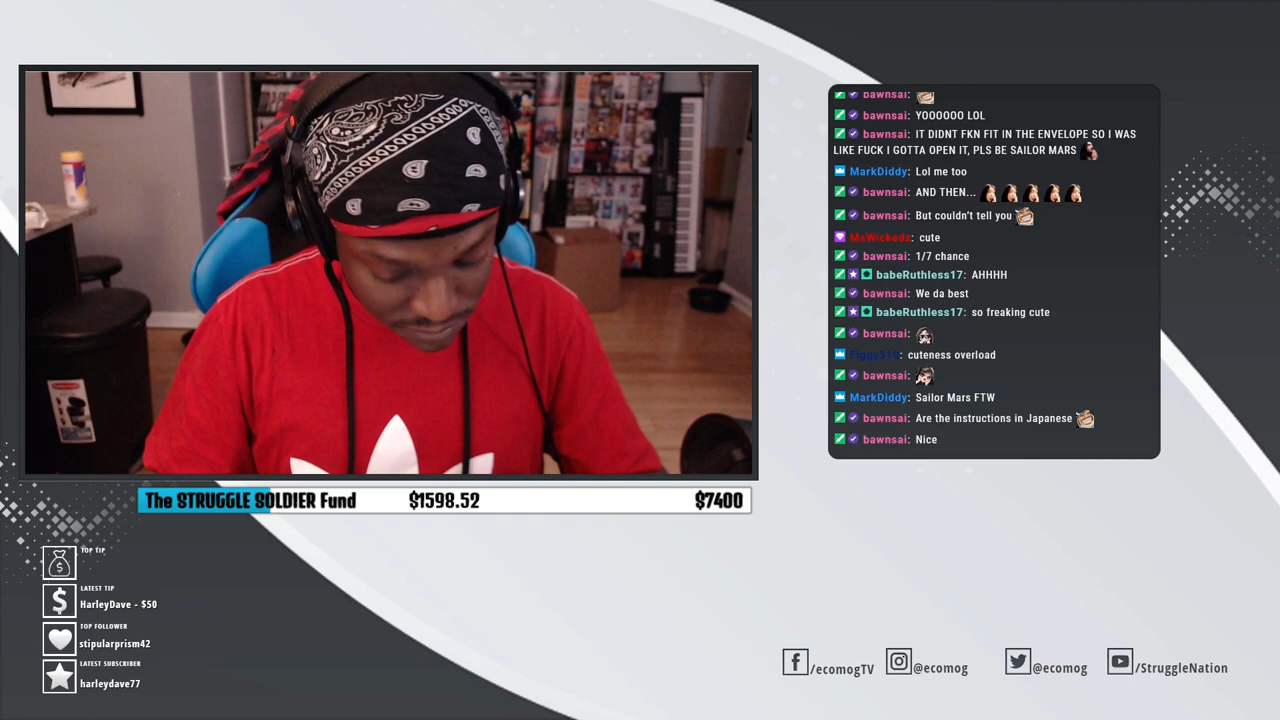 bawnsai:
bawnsai: YOOOOOO LOL
bawnsai: IT DIDNT FKN FIT IN THE ENVELOPE SO I WAS
LIKE FUCK I GOTTA OPEN IT, PLS BE SAILOR MARS
MarkDiddy: Lol me too
bawnsai: AND THEN...
bawnsai: But couldn't tell you
MsWickedz: cute
bawnsai: 1/7 chance
babeRuthless17: AHHHH
bawnsai: We da best
babeRuthless17: so freaking cute
bawnsai:
Figgy310: cuteness overload
bawnsai:
MarkDiddy: Sailor Mars FTW
bawnsai: Are the instructions in Japanese
bawnsai: Nice
The STRUGGLE SOLDIER Fund $1598.52 $7400
TOP TIP
LATEST TIP
HarleyDave - $50
TOP FOLLOWER
stipularprism42
LATEST SUBSCRIBER
harleydave77
/ecomogTV @ecomog @ecomog /StruggleNation